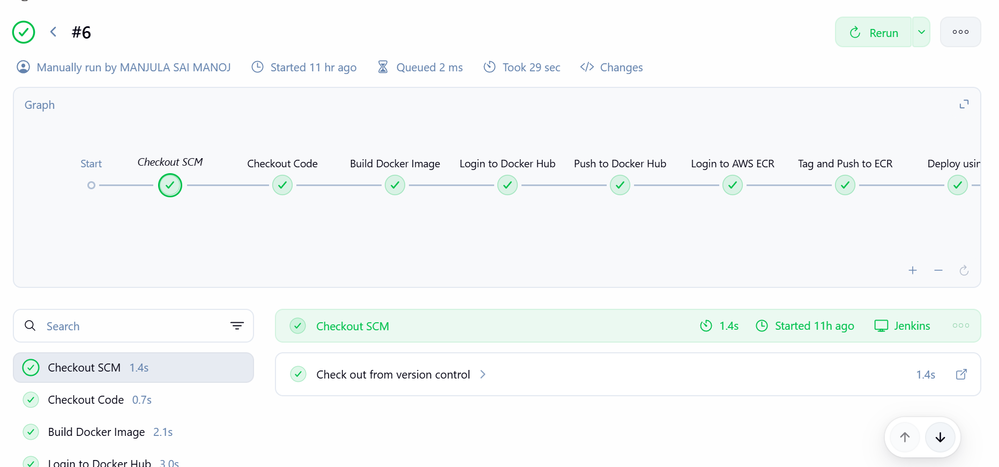 #6
Rerun
Manually run by MANJULA SAI MANOJ
Started 11 hr ago
Queued 2 ms
Took 29 sec
Changes
Graph
Start
Checkout SCM
Checkout Code
Build Docker Image
Login to Docker Hub
Push to Docker Hub
Login to AWS ECR
Tag and Push to ECR
Deploy usin
Search
Checkout SCM 1.4s
Checkout Code 0.7s
Build Docker Image 2.1s
Login to Docker Hub 3.0s
Checkout SCM
1.4s
Started 11h ago
Jenkins
Check out from version control
1.4s